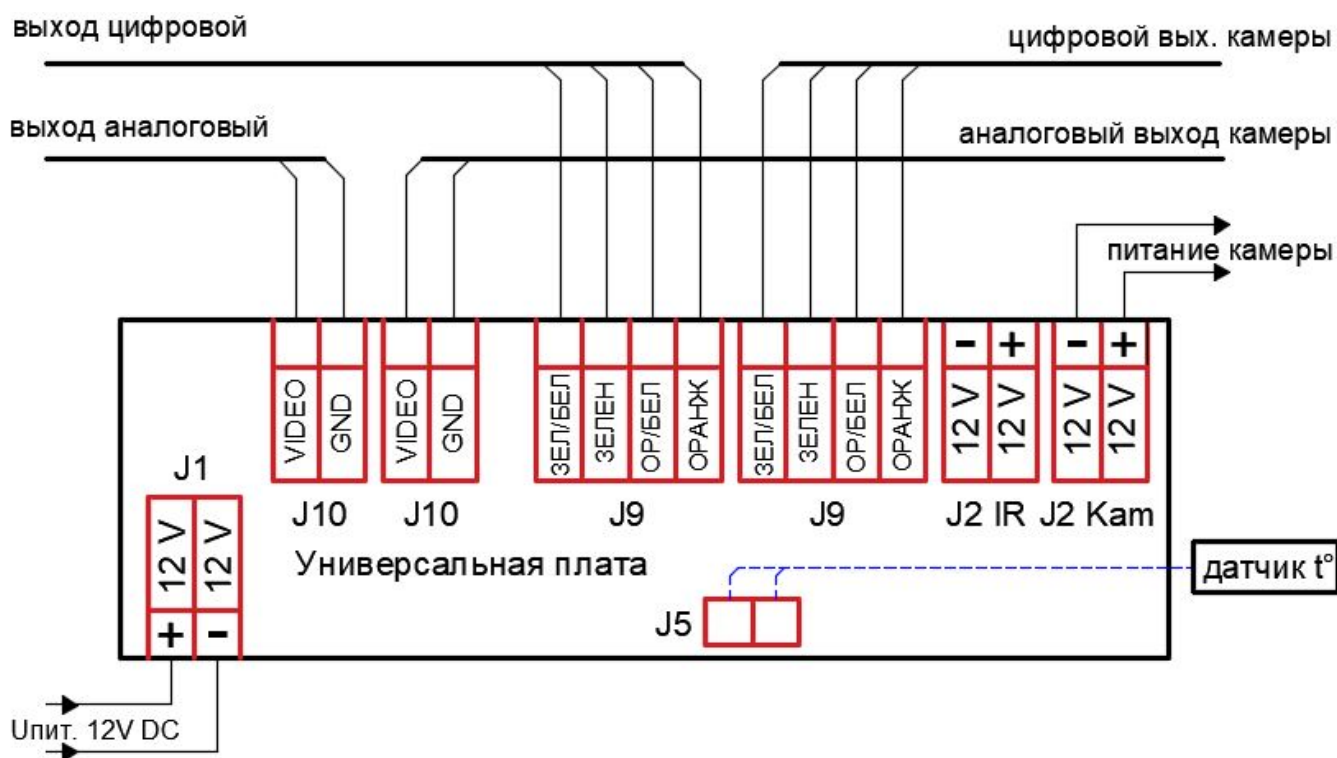 выход цифровой
цифровой вых. камеры
выход аналоговый
аналоговый выход камеры
питание камеры
- + - +
VIDEO GND VIDEO GND ЗЕЛ/БЕЛ ЗЕЛЕН ОР/БЕЛ ОРАНЖ ЗЕЛ/БЕЛ ЗЕЛЕН ОР/БЕЛ ОРАНЖ 12 V 12 V 12 V 12 V
J1
J10 J10 J9 J9 J2 IR J2 Kam
12 V 12 V
Универсальная плата
датчик t°
J5
+ -
Uпит. 12V DC